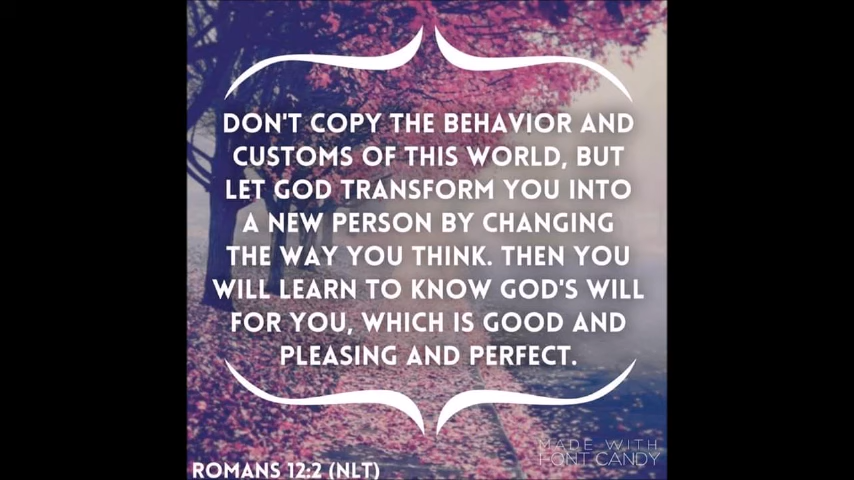 DON'T COPY THE BEHAVIOR AND
CUSTOMS OF THIS WORLD, BUT
LET GOD TRANSFORM YOU INTO
A NEW PERSON BY CHANGING
THE WAY YOU THINK. THEN YOU
WILL LEARN TO KNOW GOD'S WILL
FOR YOU, WHICH IS GOOD AND
PLEASING AND PERFECT.
MADE WITH
FONT CANDY
ROMANS 12:2 (NLT)